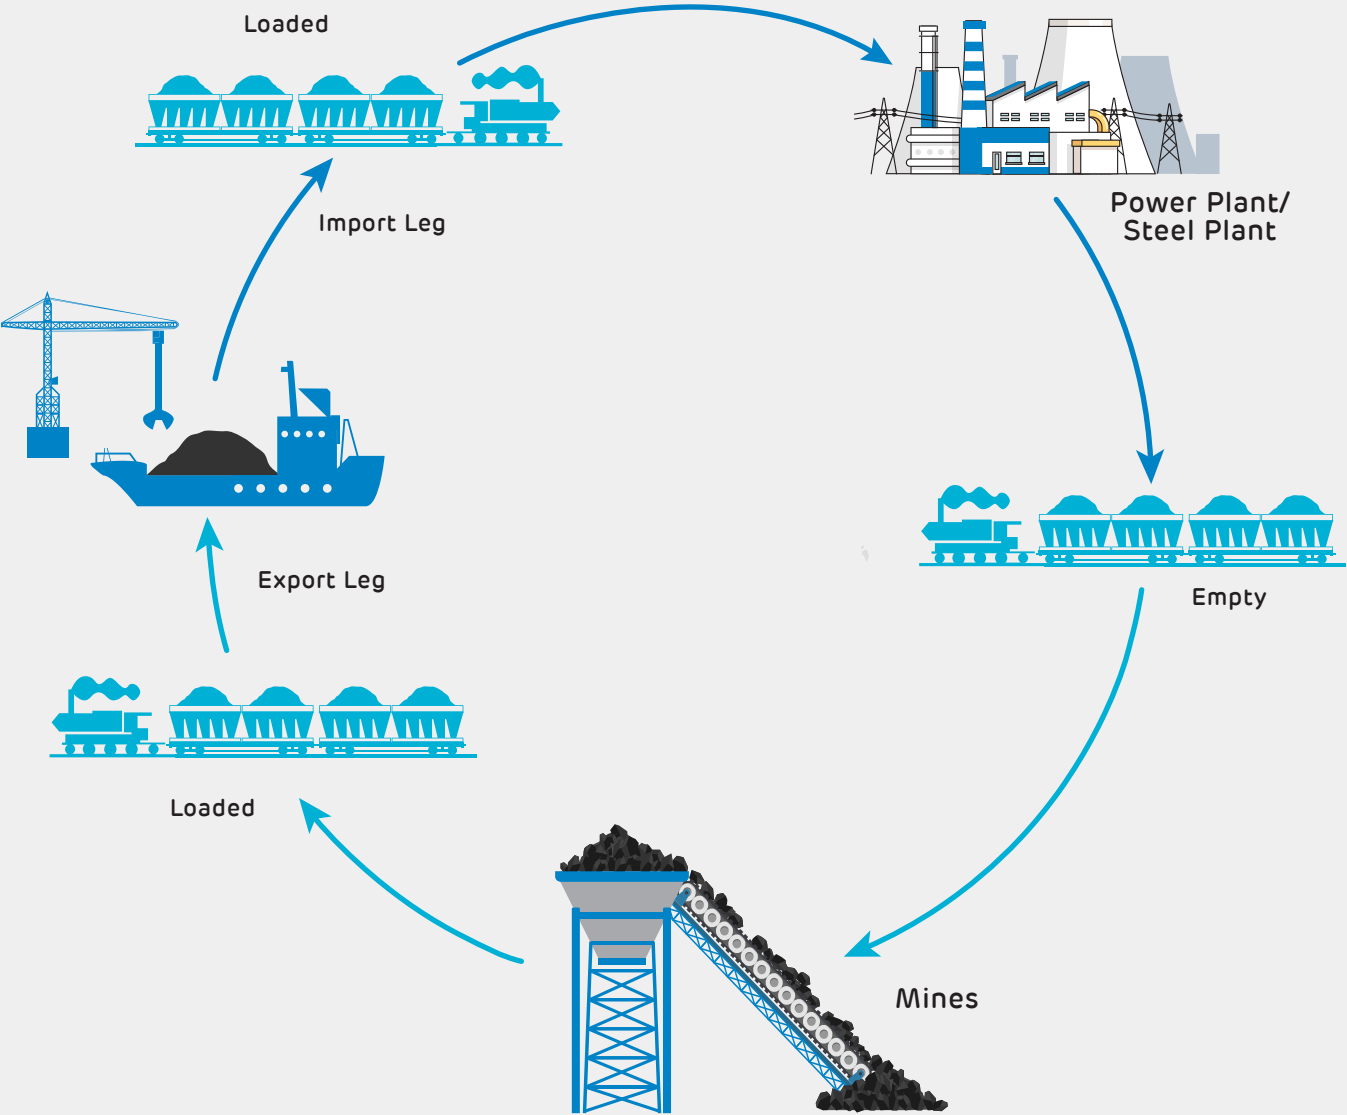 Loaded
Import Leg
Power Plant/
Steel Plant
Export Leg
Empty
Loaded
Mines